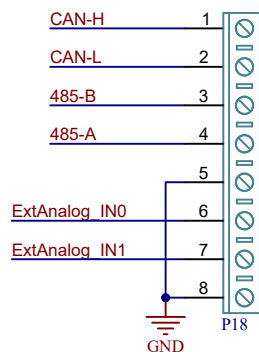 CAN-H 1
CAN-L 2
485-B 3
485-A 4
5
ExtAnalog_IN0 6
ExtAnalog_IN1 7
8
P18
GND